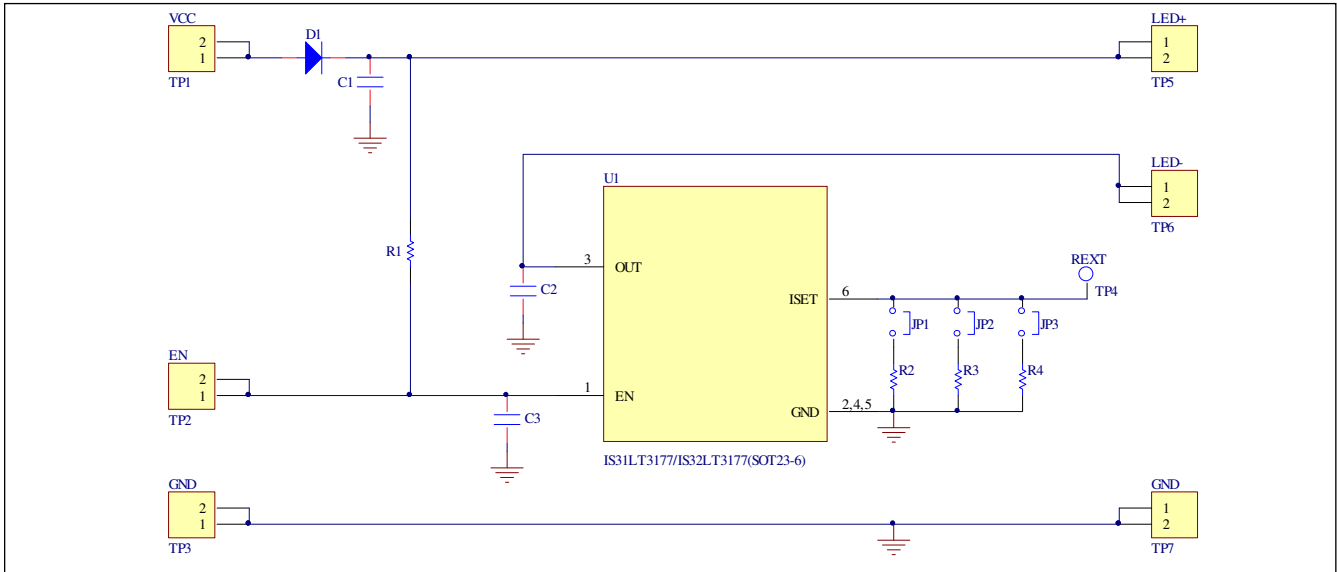 VCC
2
1
TP1
D1
C1
LED+
1
2
TP5
LED-
1
2
TP6
U1
R1
3
OUT
C2
ISET
6
REXT
TP4
JP1
JP2
JP3
R2
R3
R4
EN
2
1
TP2
1
EN
C3
GND
2,4,5
IS31LT3177/IS32LT3177(SOT23-6)
GND
2
1
TP3
GND
1
2
TP7